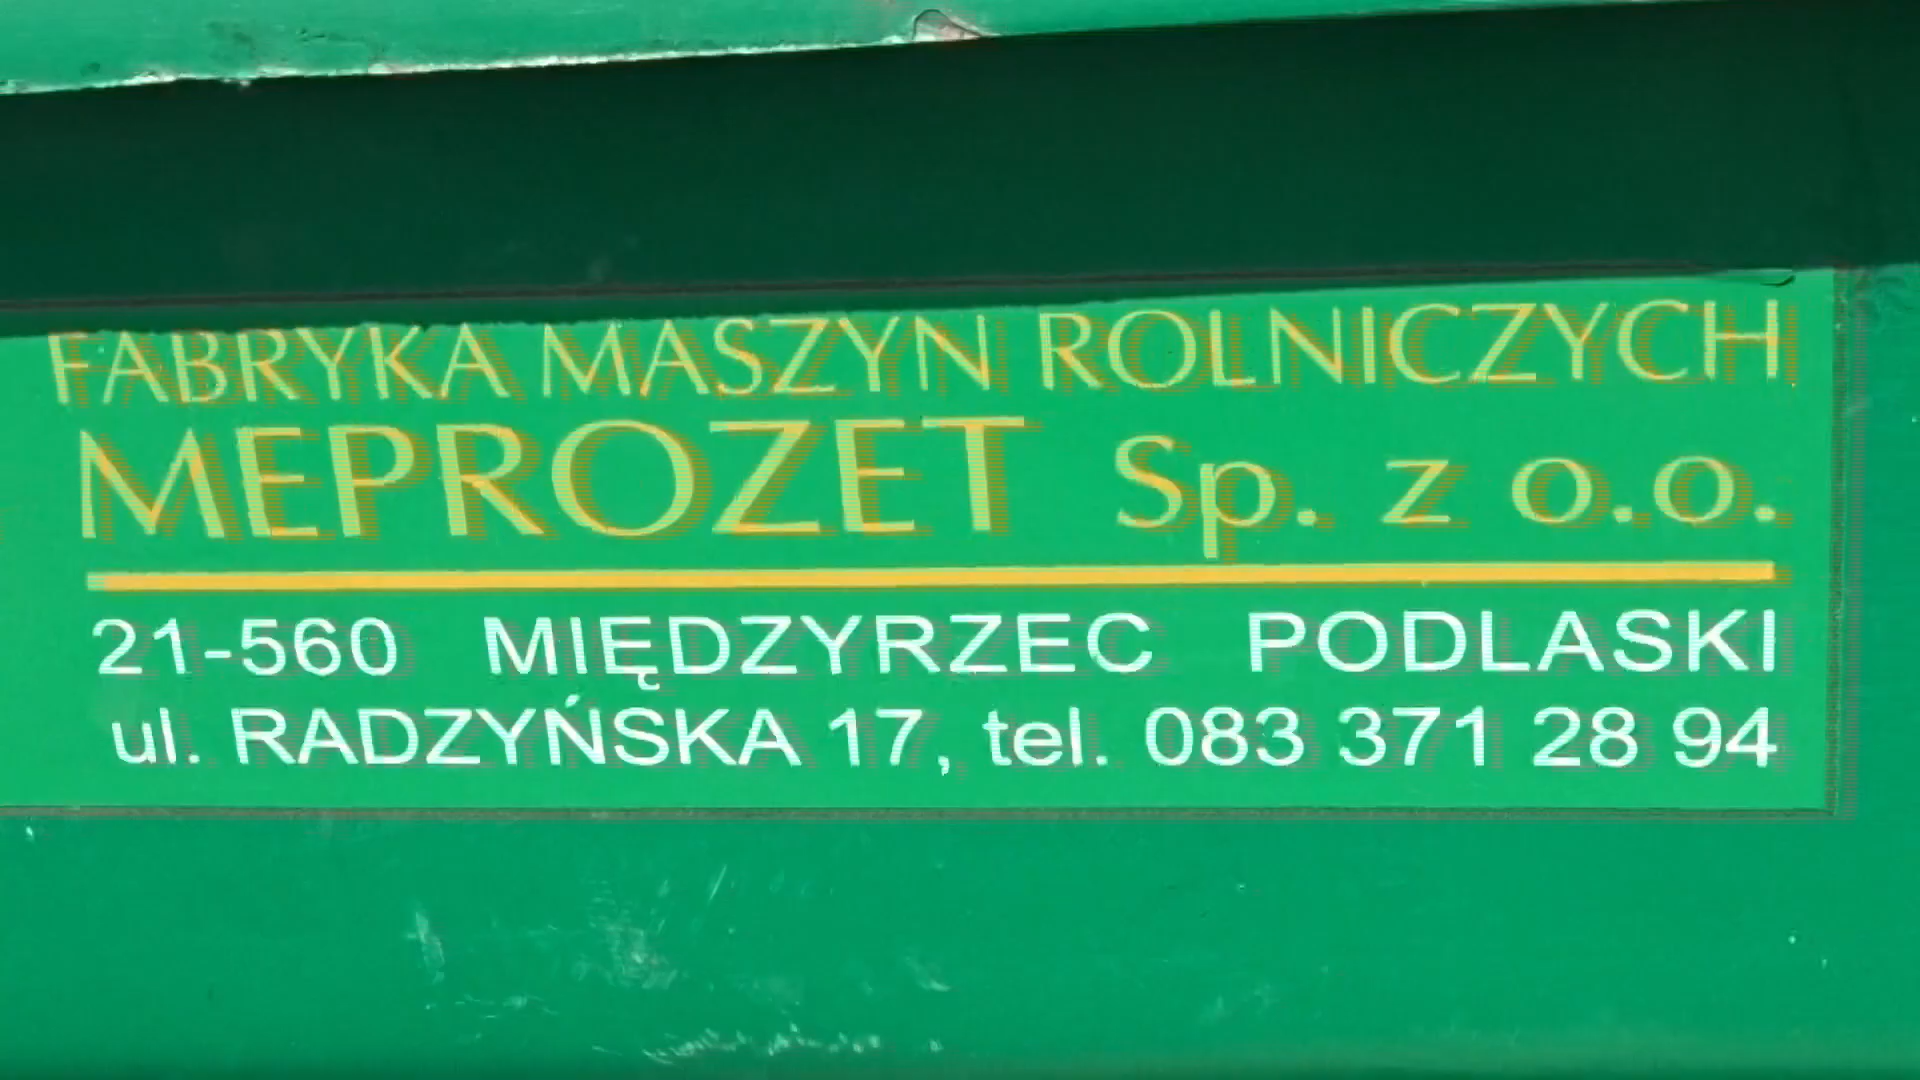 FABRYKA MASZYN ROLNICZYCH
MEPROZET Sp. z o.o.
21-560 MIĘDZYRZEC PODLASKI
ul. RADZYŃSKA 17, tel. 083 371 28 94